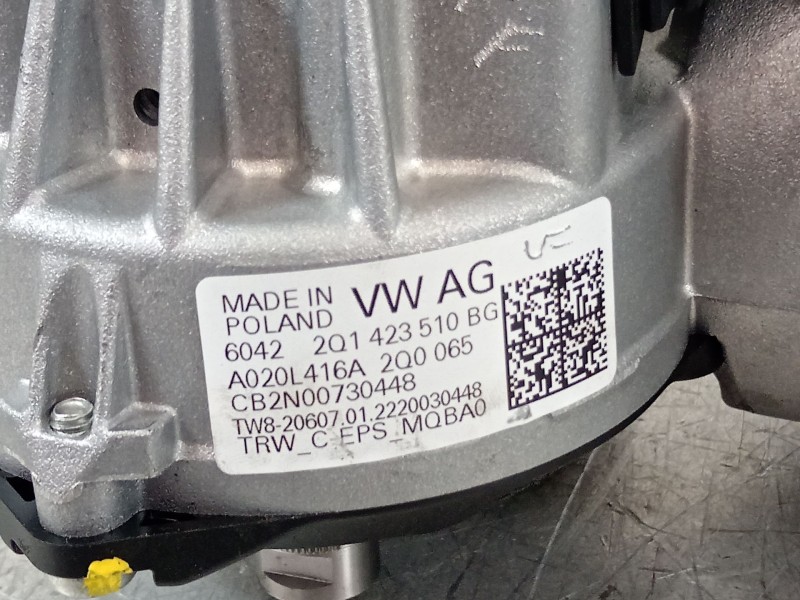 MADE IN VW AG
POLAND
6042 2Q1 423 510 BG
A020L416A 2Q0 065
CB2N00730448
TW8-20607.01.2220030448
TRW_C_EPS_MQBA0